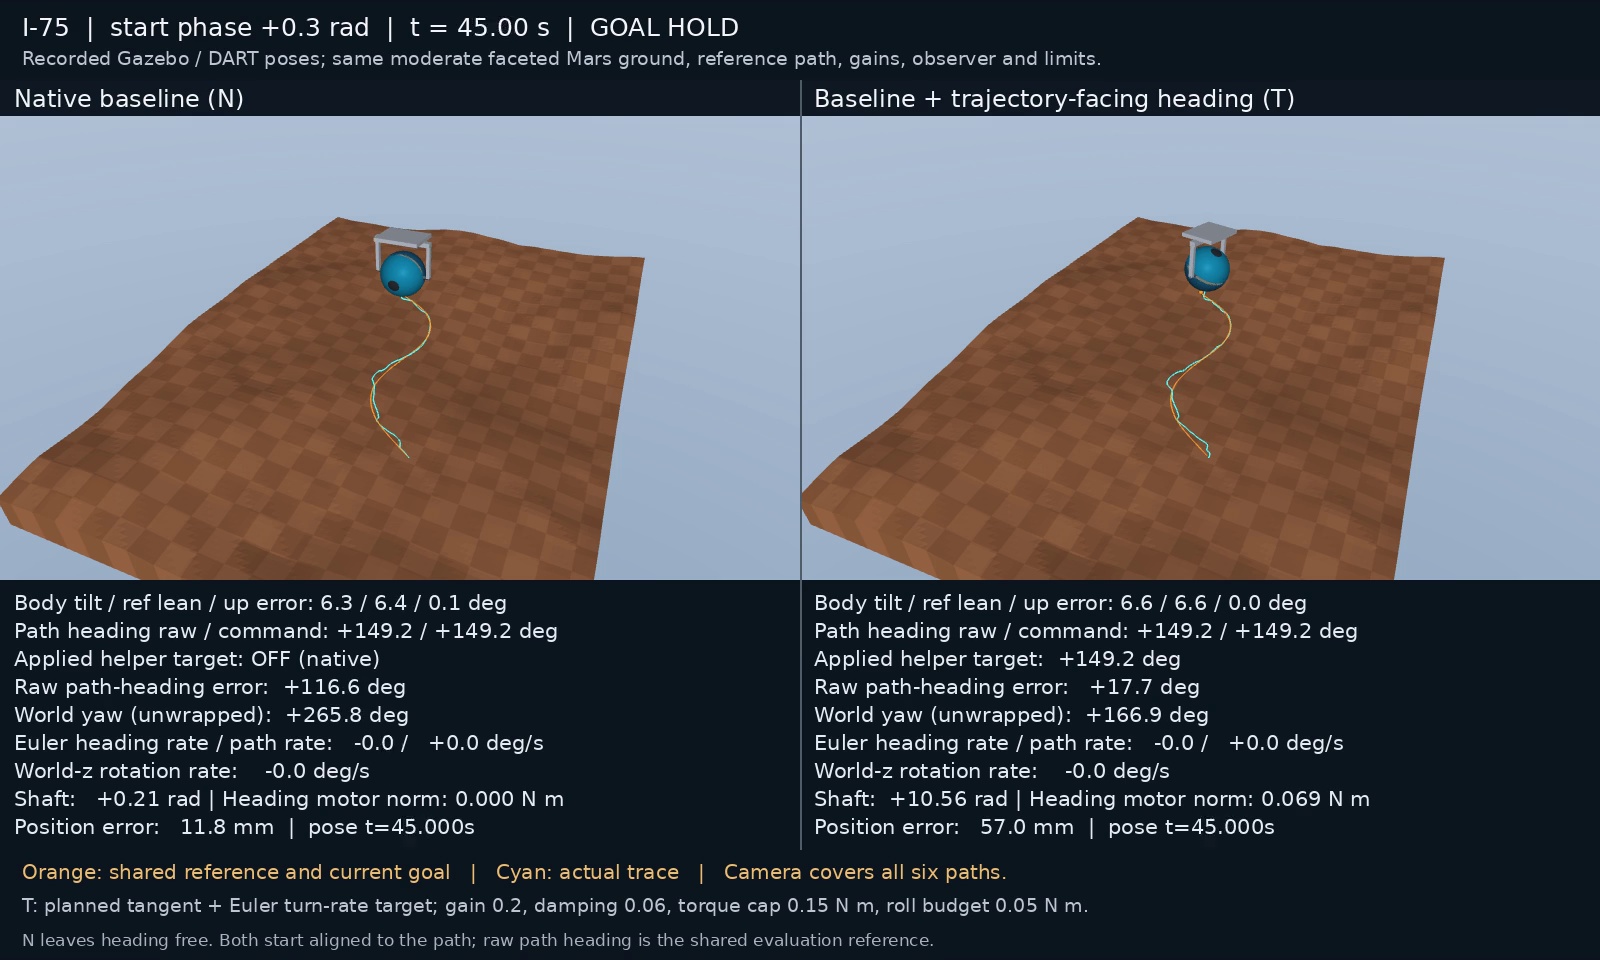 I-75  |  start phase +0.3 rad  |  t = 45.00 s  |  GOAL HOLD
Recorded Gazebo / DART poses; same moderate faceted Mars ground, reference path, gains, observer and limits.
Native baseline (N)
Body tilt / ref lean / up error: 6.3 / 6.4 / 0.1 deg
Path heading raw / command: +149.2 / +149.2 deg
Applied helper target: OFF (native)
Raw path-heading error:  +116.6 deg
World yaw (unwrapped):  +265.8 deg
Euler heading rate / path rate:   -0.0 /   +0.0 deg/s
World-z rotation rate:    -0.0 deg/s
Shaft:   +0.21 rad | Heading motor norm: 0.000 N m
Position error:   11.8 mm  |  pose t=45.000s
Baseline + trajectory-facing heading (T)
Body tilt / ref lean / up error: 6.6 / 6.6 / 0.0 deg
Path heading raw / command: +149.2 / +149.2 deg
Applied helper target:  +149.2 deg
Raw path-heading error:   +17.7 deg
World yaw (unwrapped):  +166.9 deg
Euler heading rate / path rate:   -0.0 /   +0.0 deg/s
World-z rotation rate:    -0.0 deg/s
Shaft:  +10.56 rad | Heading motor norm: 0.069 N m
Position error:   57.0 mm  |  pose t=45.000s
Orange: shared reference and current goal   |   Cyan: actual trace   |   Camera covers all six paths.
T: planned tangent + Euler turn-rate target; gain 0.2, damping 0.06, torque cap 0.15 N m, roll budget 0.05 N m.
N leaves heading free. Both start aligned to the path; raw path heading is the shared evaluation reference.